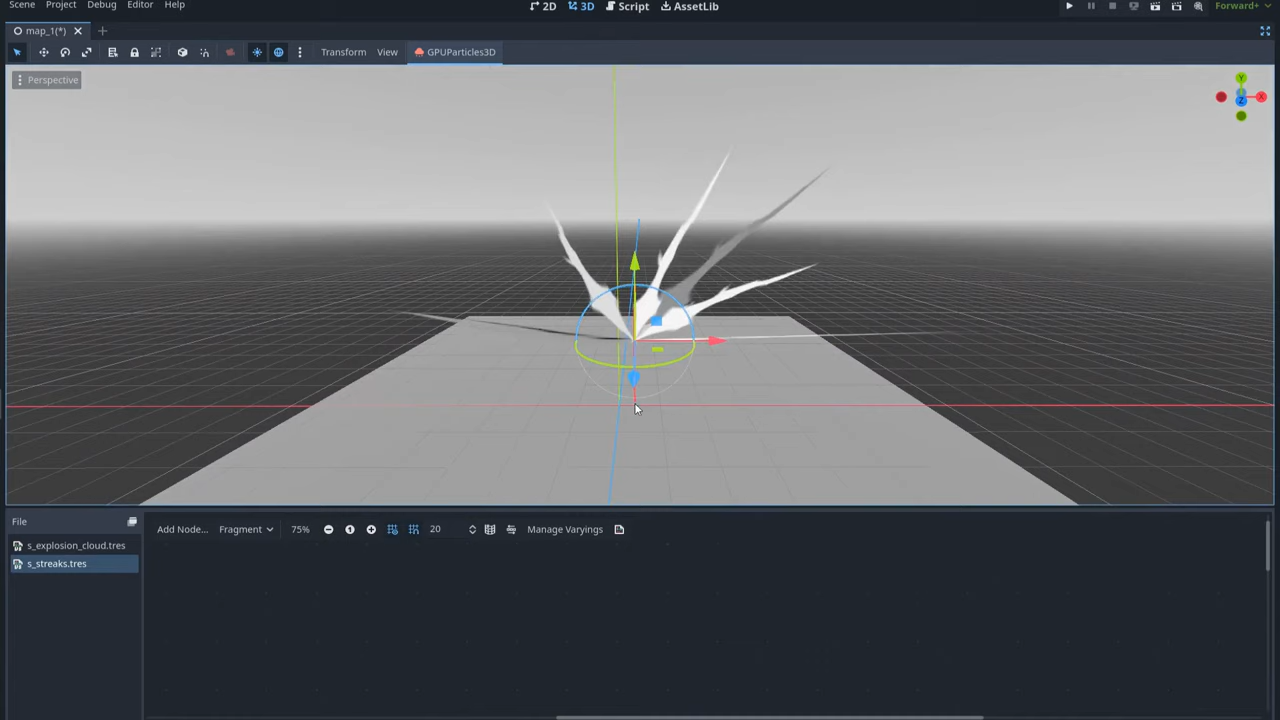 Scene Project Debug Editor Help 2D 3D Script AssetLib Forward+
map_1(*)
Transform View GPUParticles3D
Perspective
Y
X
Z
File
Add Node... Fragment 75% 20 Manage Varyings
s_explosion_cloud.tres
s_streaks.tres